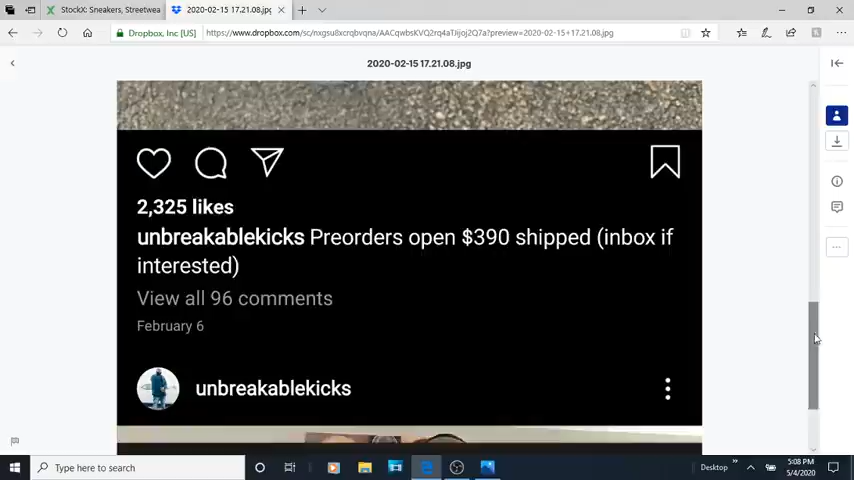 StockX: Sneakers, Streetwea
2020-02-15 17.21.08.jpg
Dropbox, Inc [US]
https://www.dropbox.com/sc/nxgsu8xcrqbvqna/AACqwbsKVQ2rq4aTJijoj2Q7a?preview=2020-02-15+17.21.08.jpg
2020-02-15 17.21.08.jpg
2,325 likes
unbreakablekicks Preorders open $390 shipped (inbox if
interested)
View all 96 comments
February 6
unbreakablekicks
Type here to search
Desktop
5:08 PM
5/4/2020